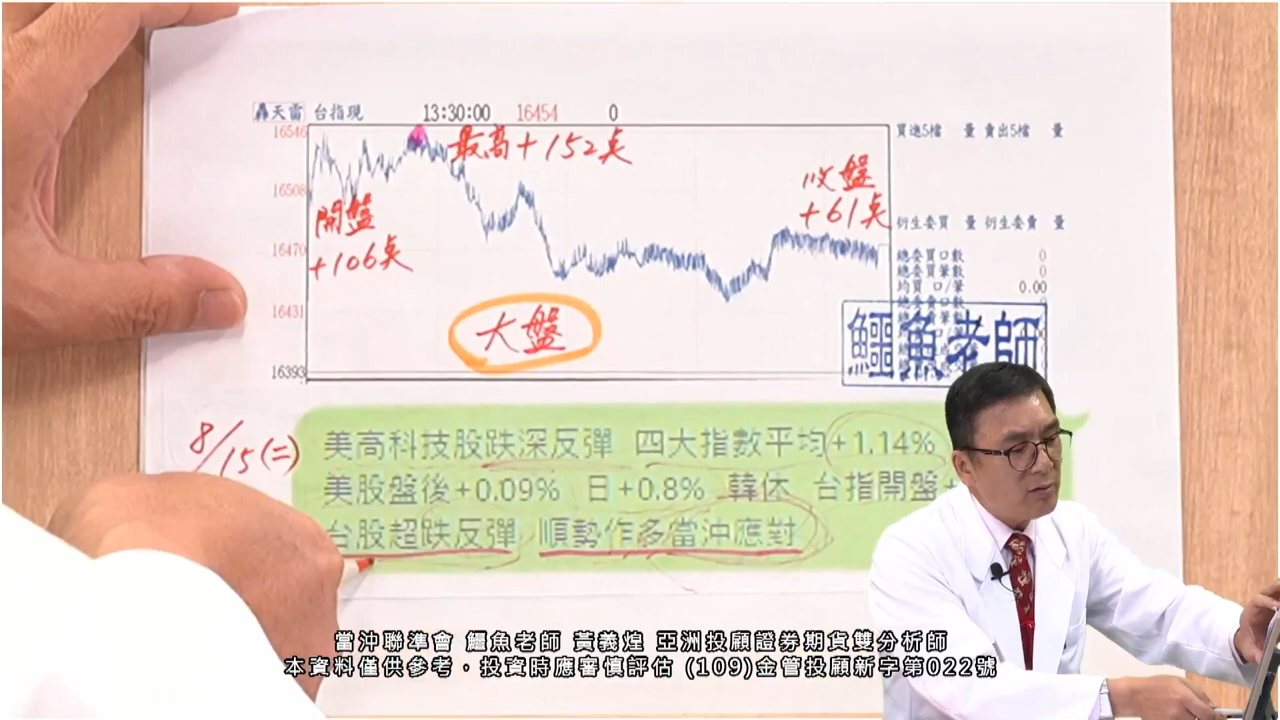 轟天雷 台指現 13:30:00 16454 0
16546
16508
16470
16431
16393
最高+152点
開盤
+106点
收盤
+61点
大盤
買進5檔 量 賣出5檔 量
衍生委買 量 衍生委賣 量
總委買口數 0
總委買筆數 0
均買 口/筆 0.00
總委賣口數
鱷魚老師
8/15(二)
美高科技股跌深反彈 四大指數平均+1.14%
美股盤後+0.09% 日+0.8% 韓休 台指開盤+
台股超跌反彈 順勢作多當沖應對
當沖聯準會 鱷魚老師 黃義煌 亞洲投顧證券期貨雙分析師
本資料僅供參考，投資時應審慎評估 (109)金管投顧新字第022號